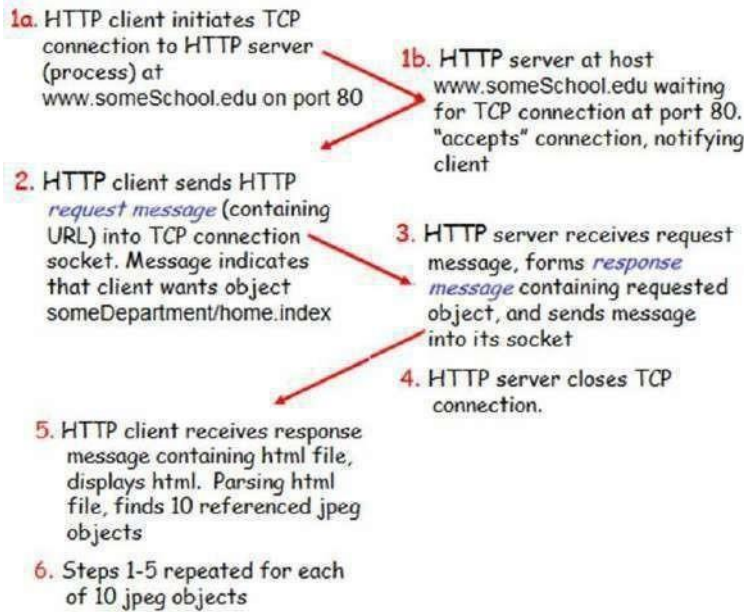 1a. HTTP client initiates TCP
connection to HTTP server
(process) at
www.someSchool.edu on port 80
1b. HTTP server at host
www.someSchool.edu waiting
for TCP connection at port 80.
"accepts" connection, notifying
client
2. HTTP client sends HTTP
request message (containing
URL) into TCP connection
socket. Message indicates
that client wants object
someDepartment/home.index
3. HTTP server receives request
message, forms response
message containing requested
object, and sends message
into its socket
4. HTTP server closes TCP
connection.
5. HTTP client receives response
message containing html file,
displays html. Parsing html
file, finds 10 referenced jpeg
objects
6. Steps 1-5 repeated for each
of 10 jpeg objects